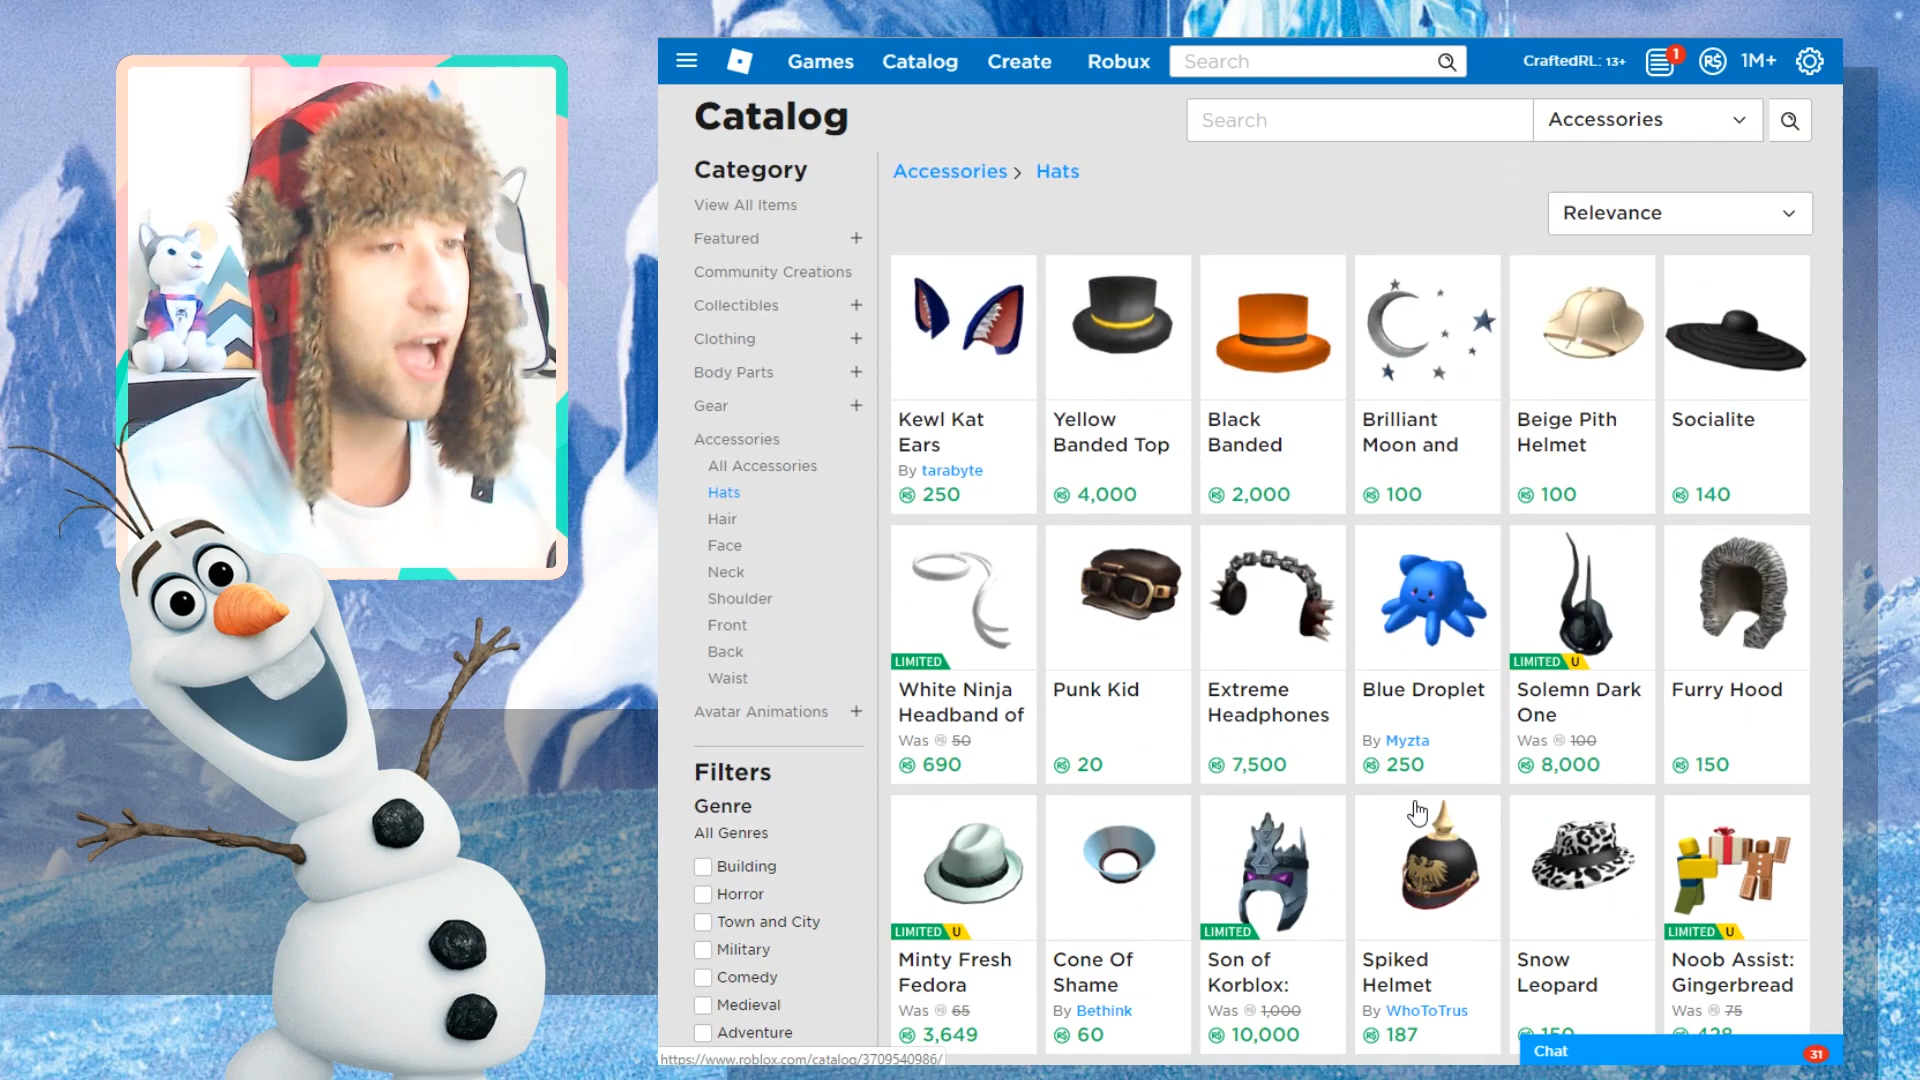 Games
Catalog
Create
Robux
Search
CraftedRL: 13+
1
1M+
Catalog
Search
Accessories
Category
View All Items
Featured +
Community Creations
Collectibles +
Clothing +
Body Parts +
Gear +
Accessories
All Accessories
Hats
Hair
Face
Neck
Shoulder
Front
Back
Waist
Avatar Animations +
Filters
Genre
All Genres
Building
Horror
Town and City
Military
Comedy
Medieval
Adventure
Accessories > Hats
Relevance
Kewl Kat
Ears
By tarabyte
250
Yellow
Banded Top
4,000
Black
Banded
2,000
Brilliant
Moon and
100
Beige Pith
Helmet
100
Socialite
140
LIMITED
White Ninja
Headband of
Was 50
690
Punk Kid
20
Extreme
Headphones
7,500
Blue Droplet
By Myzta
250
LIMITED U
Solemn Dark
One
Was 100
8,000
Furry Hood
150
LIMITED U
Minty Fresh
Fedora
Was 65
3,649
Cone Of
Shame
By Bethink
60
LIMITED
Son of
Korblox:
Was 1,000
10,000
Spiked
Helmet
By WhoToTrus
187
Snow
Leopard
150
LIMITED U
Noob Assist:
Gingerbread
Was 75
428
https://www.roblox.com/catalog/3709540986/
Chat
31